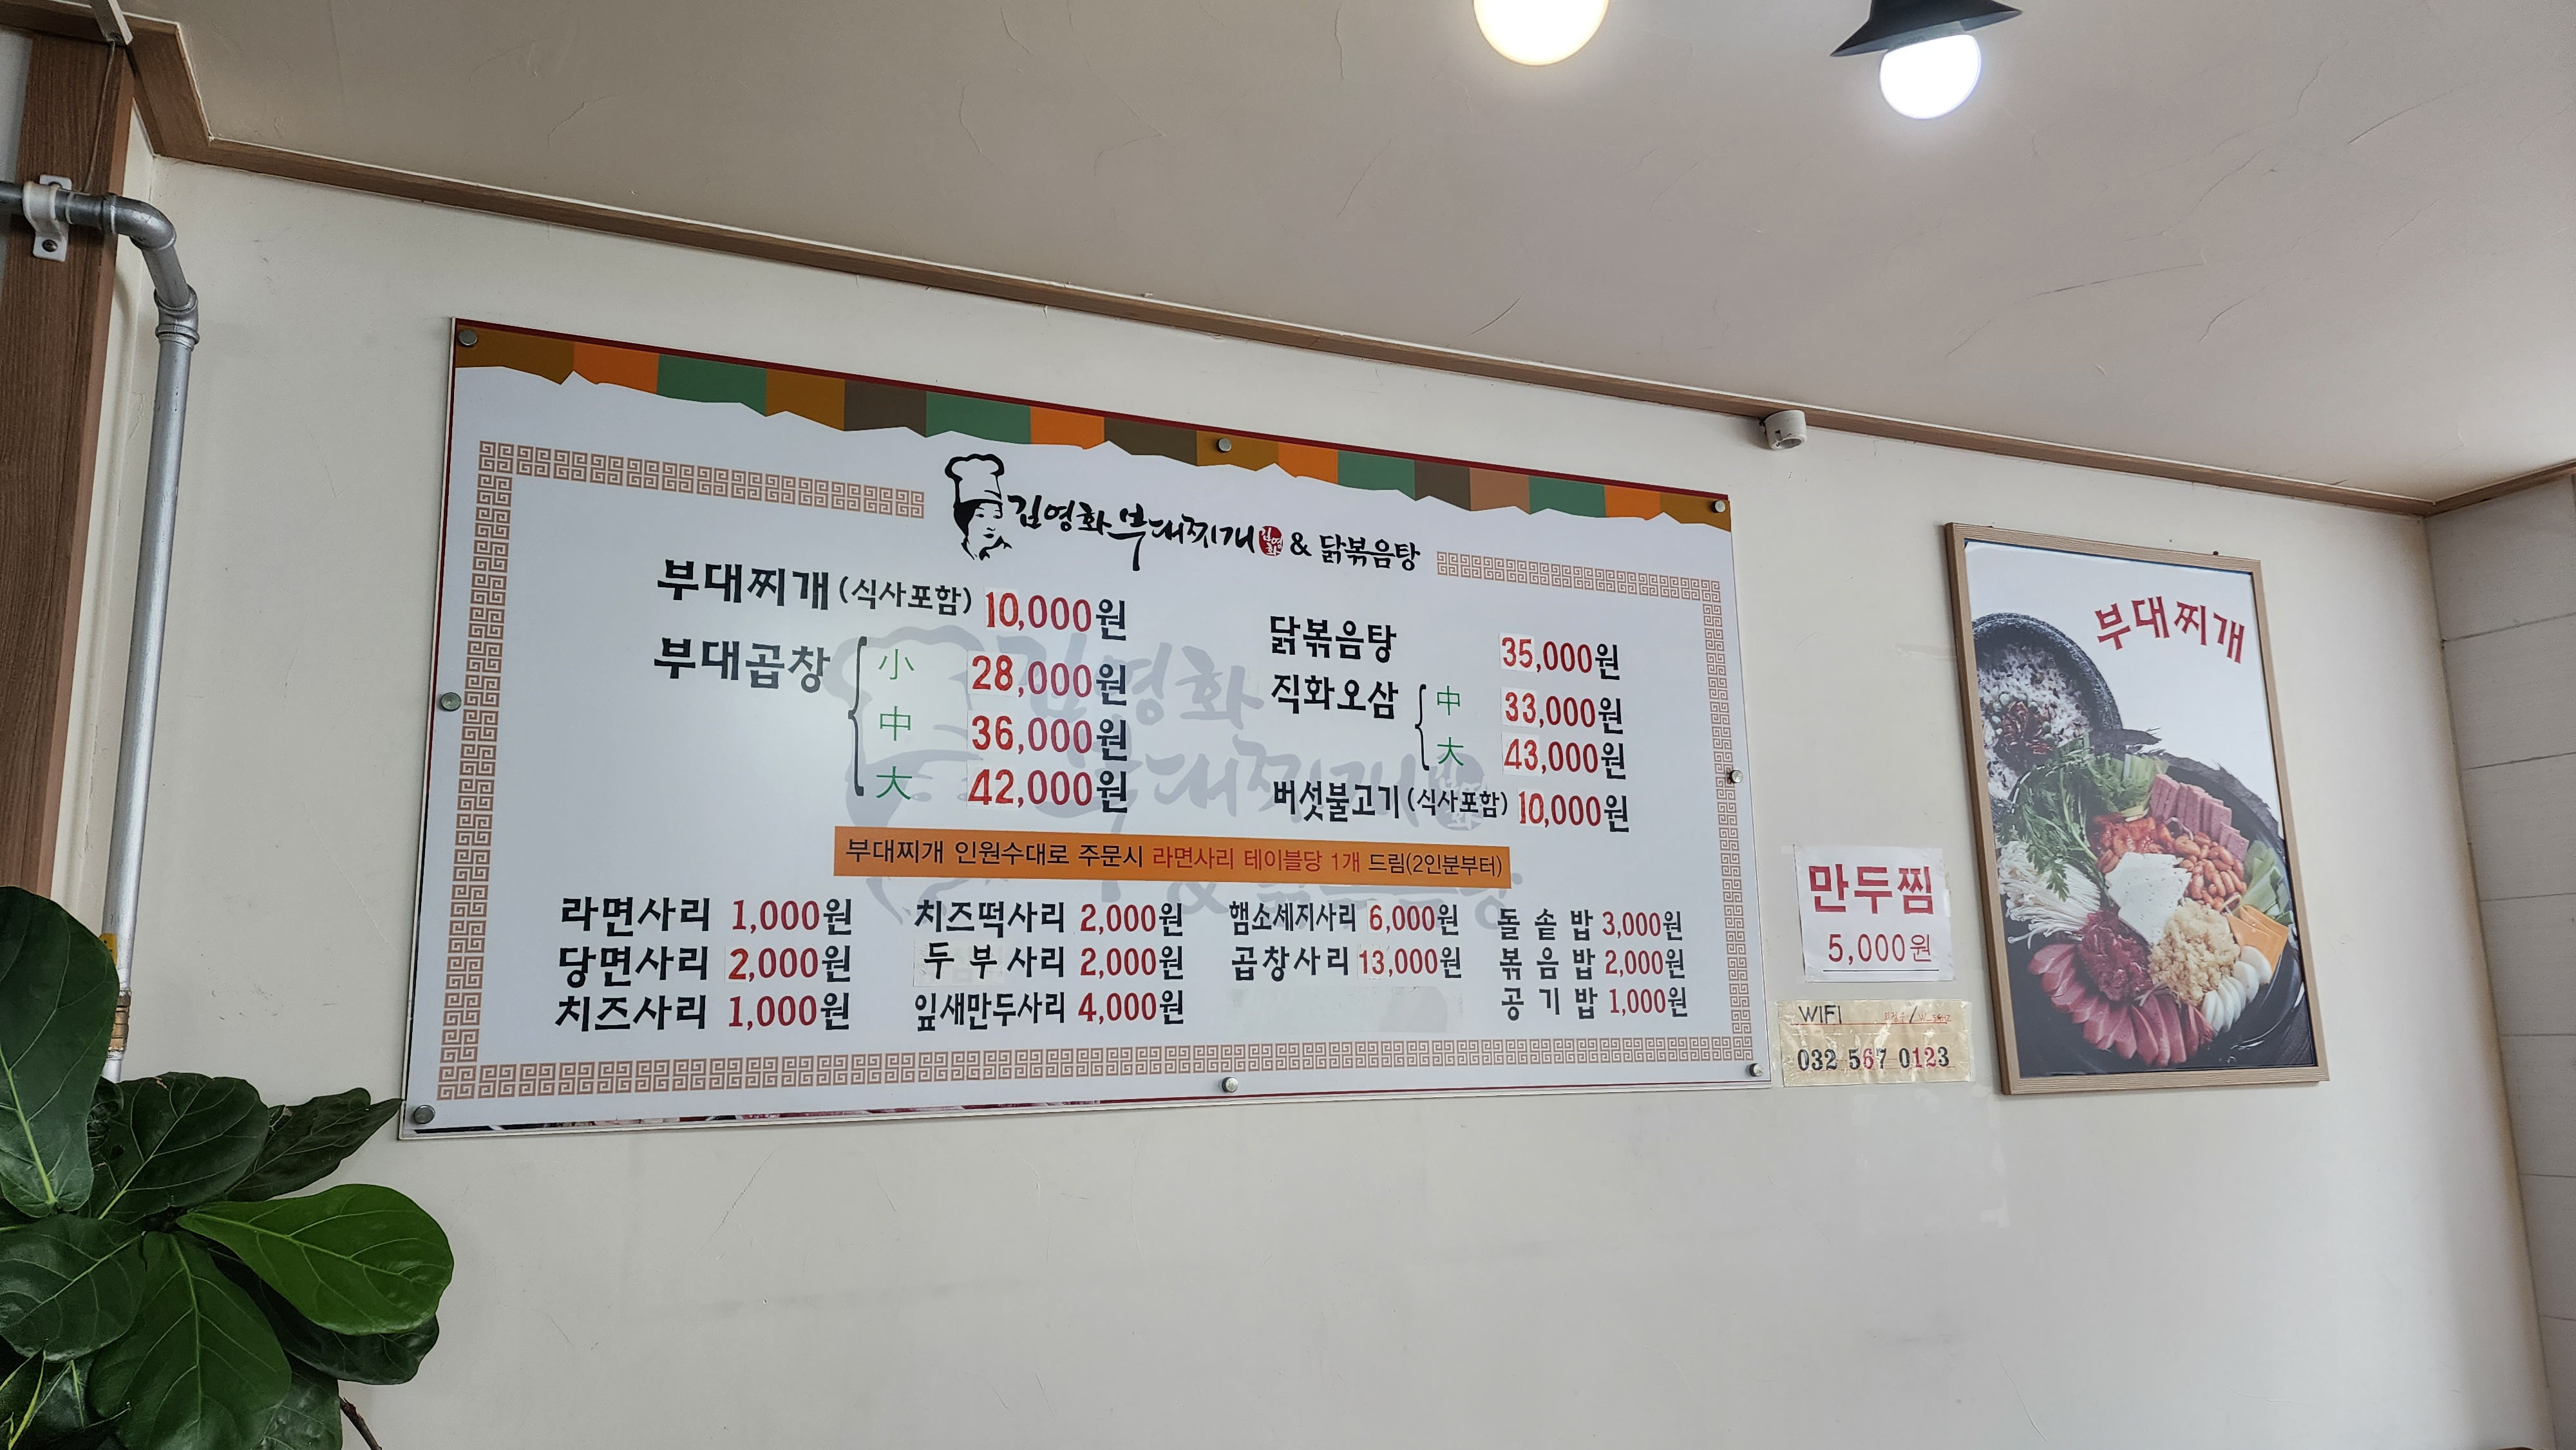 김영화 부대찌개 김영화 & 닭볶음탕
부대찌개 (식사포함) 10,000원
부대곱창 小 28,000원
中 36,000원
大 42,000원
닭볶음탕 35,000원
직화오삼 中 33,000원
大 43,000원
버섯불고기 (식사포함) 10,000원
부대찌개 인원수대로 주문시 라면사리 테이블당 1개 드림(2인분부터)
라면사리 1,000원
당면사리 2,000원
치즈사리 1,000원
치즈떡사리 2,000원
두부사리 2,000원
잎새만두사리 4,000원
햄소세지사리 6,000원
곱창사리 13,000원
돌솥밥 3,000원
볶음밥 2,000원
공기밥 1,000원
만두찜
5,000원
WIFI
032 567 0123
부대찌개